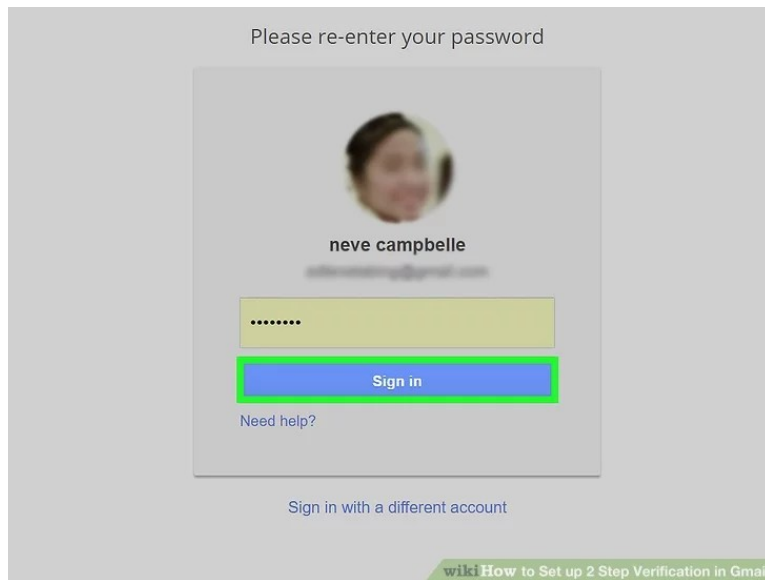 Please re-enter your password
neve campbelle
••••••••
Sign in
Need help?
Sign in with a different account
wikiHow to Set up 2 Step Verification in Gmai